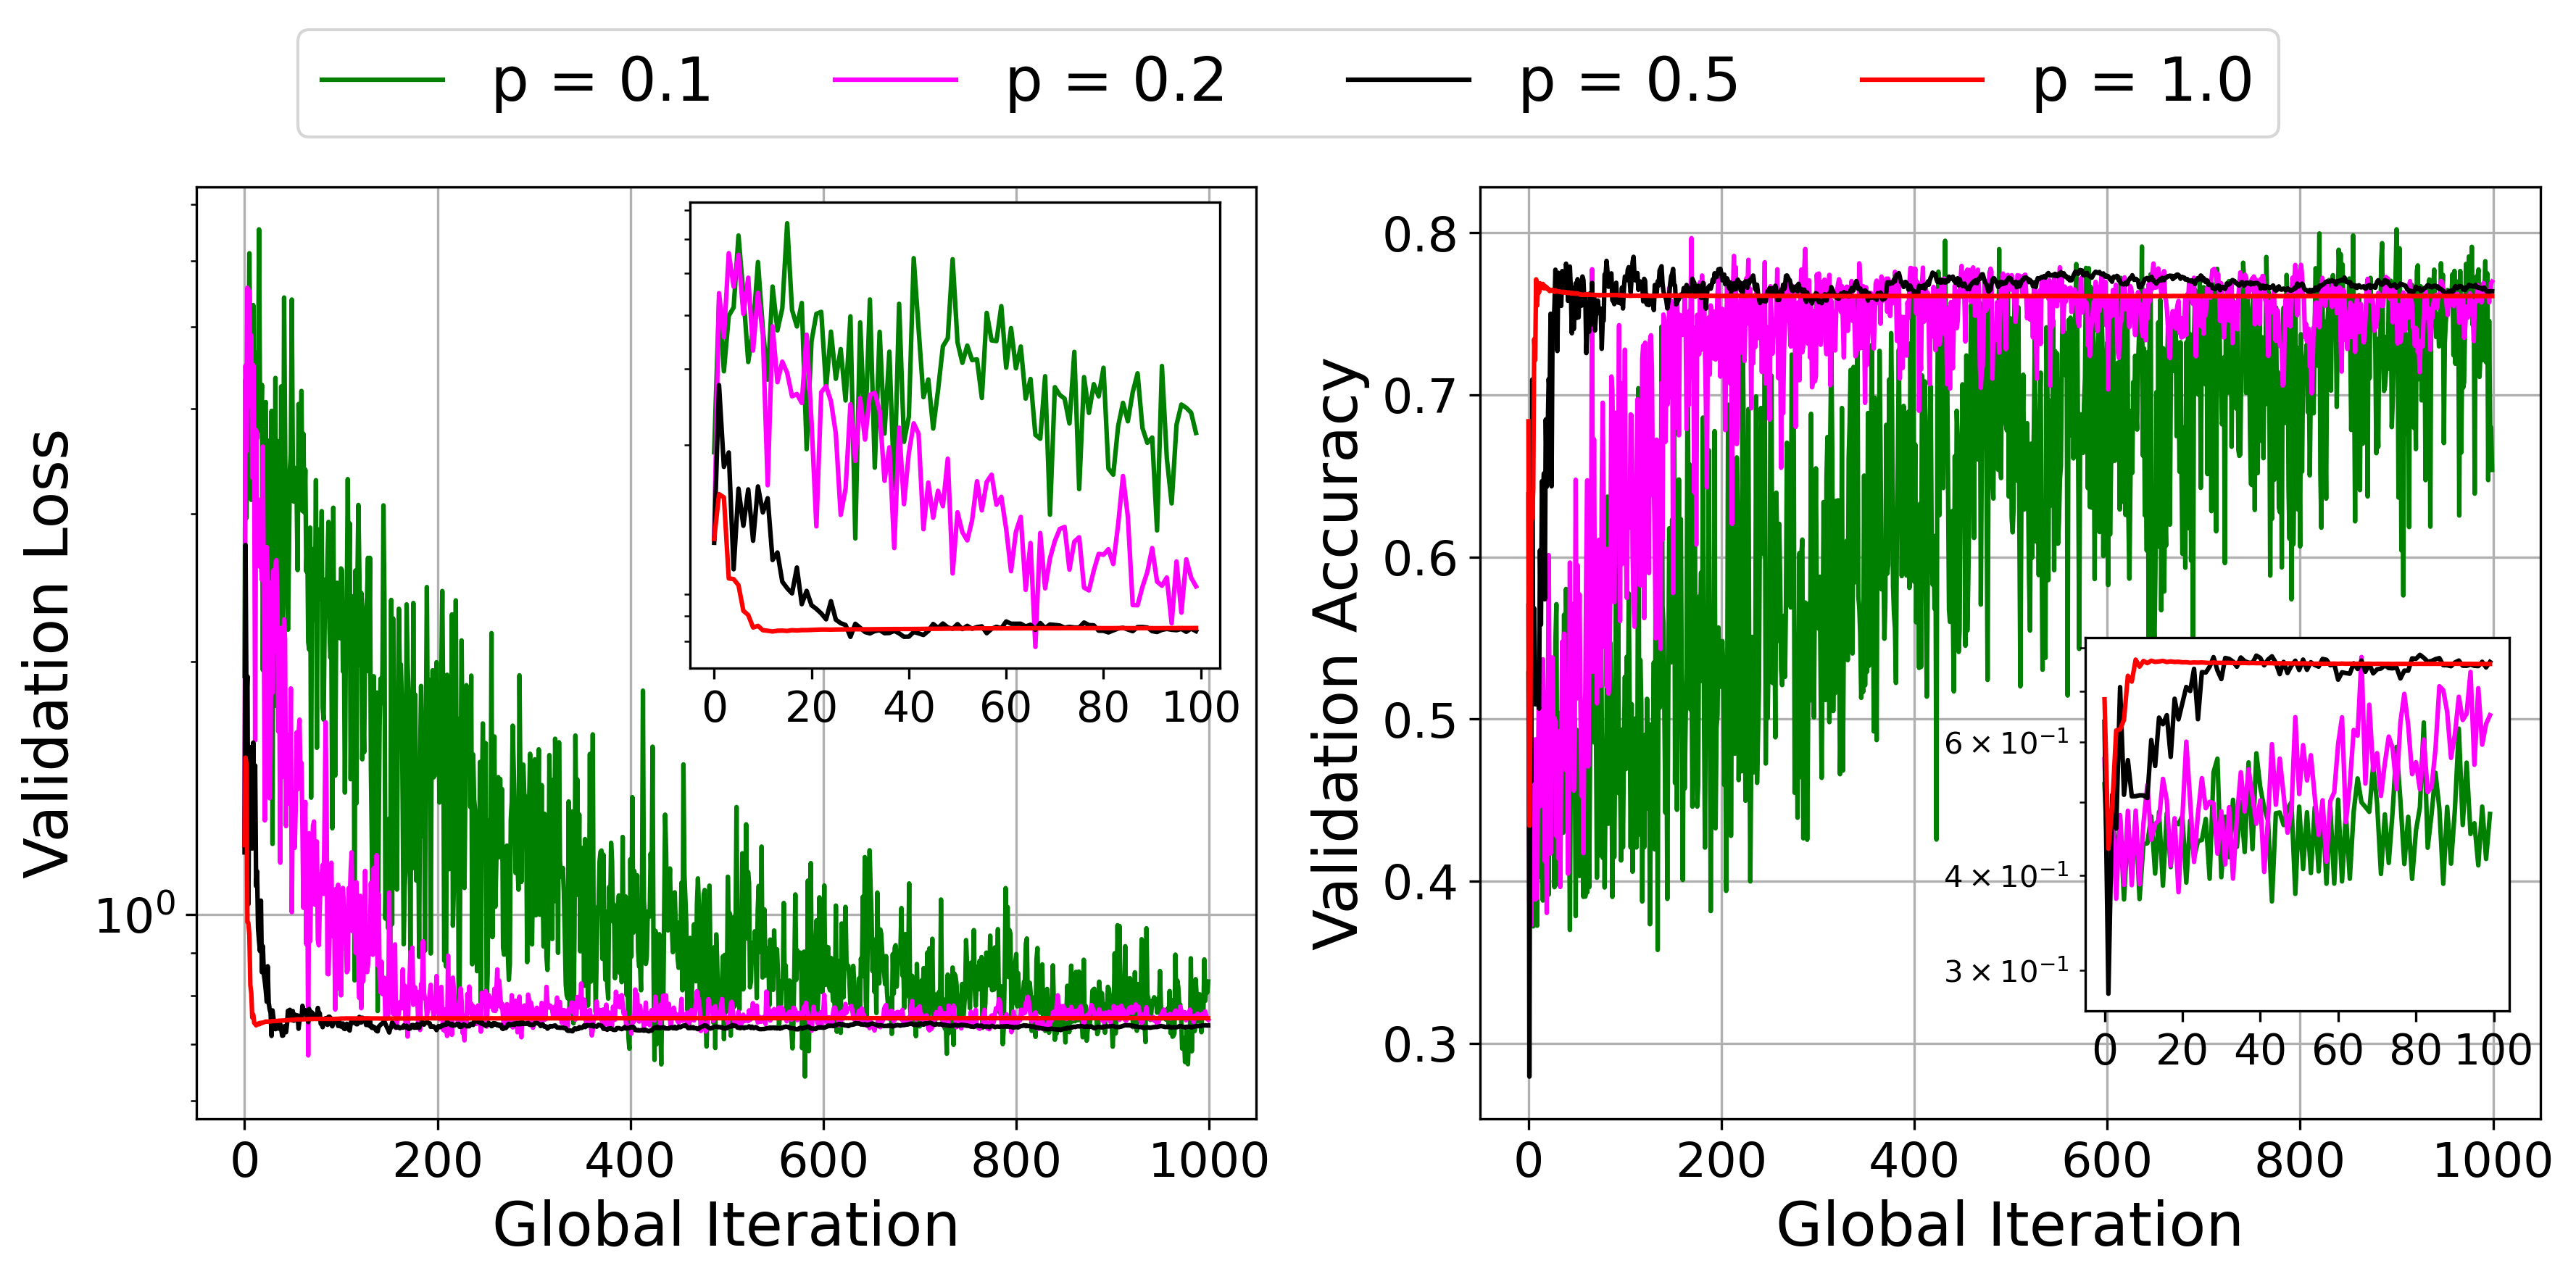 p = 0.1 p = 0.2 p = 0.5 p = 1.0
Validation Loss
10⁰
0 20 40 60 80 100
0 200 400 600 800 1000
Global Iteration
Validation Accuracy
0.8
0.7
0.6
0.5
0.4
0.3
6 × 10⁻¹
4 × 10⁻¹
3 × 10⁻¹
0 20 40 60 80 100
0 200 400 600 800 1000
Global Iteration